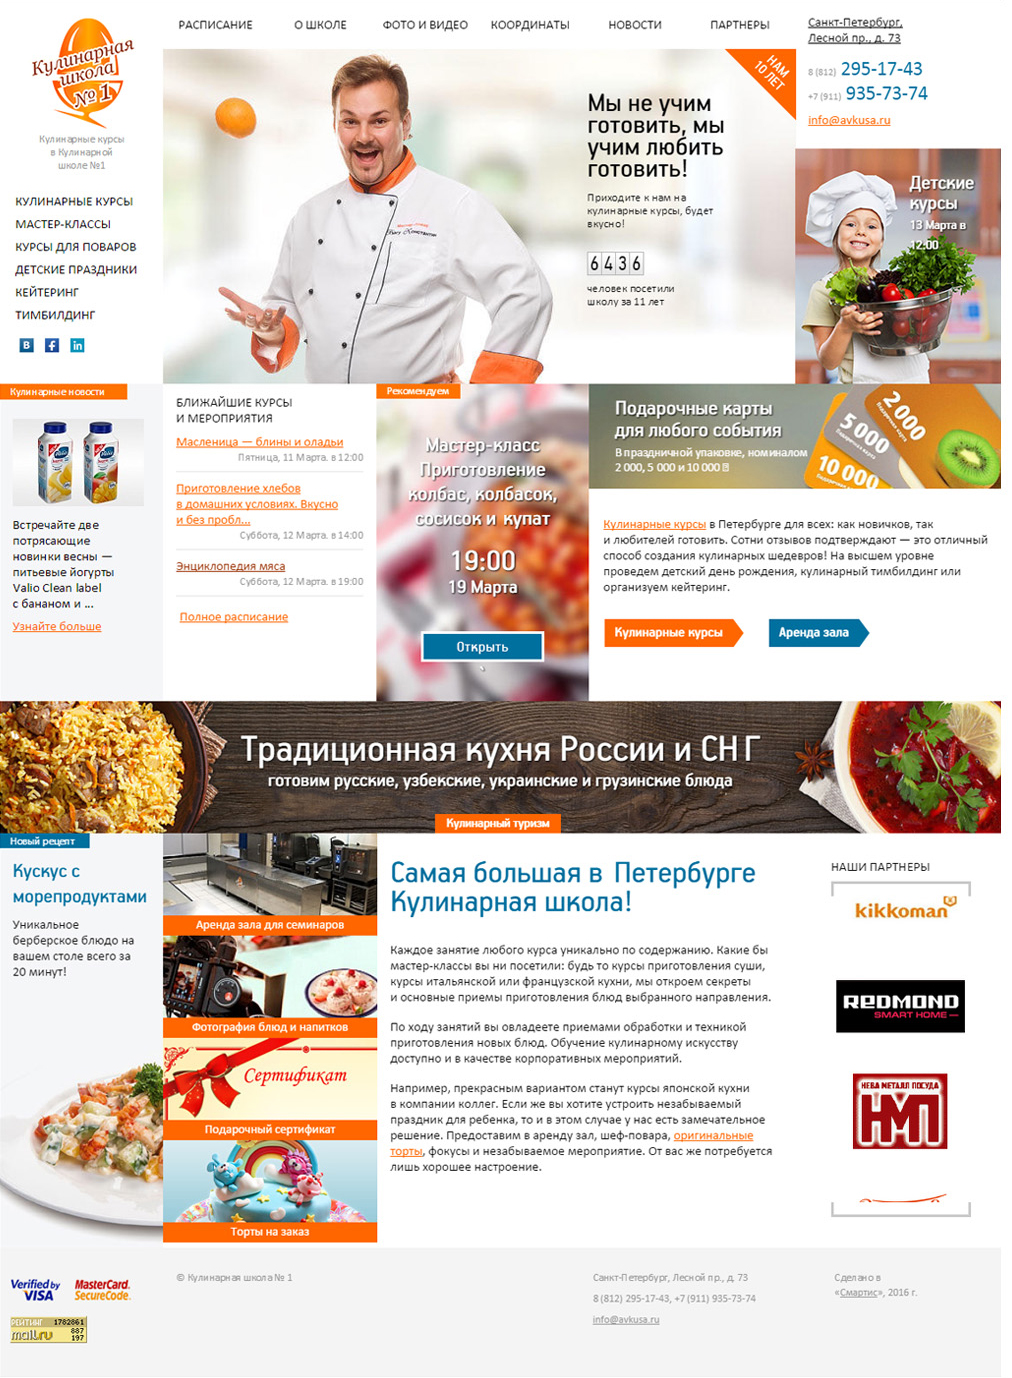 Кулинарная
школа
№ 1
Кулинарные курсы
в Кулинарной
школе №1
КУЛИНАРНЫЕ КУРСЫ
МАСТЕР-КЛАССЫ
КУРСЫ ДЛЯ ПОВАРОВ
ДЕТСКИЕ ПРАЗДНИКИ
КЕЙТЕРИНГ
ТИМБИЛДИНГ
РАСПИСАНИЕ
О ШКОЛЕ
ФОТО И ВИДЕО
КООРДИНАТЫ
НОВОСТИ
ПАРТНЕРЫ
НАМ
10 ЛЕТ
Мы не учим
готовить, мы
учим любить
готовить!
Приходите к нам на
кулинарные курсы, будет
вкусно!
6436
человек посетили
школу за 11 лет
Санкт-Петербург,
Лесной пр., д. 73
8 (812) 295-17-43
+7 (911) 935-73-74
info@avkusa.ru
Детские
курсы
13 Марта в
12:00
Кулинарные новости
Valio Valio
Встречайте две
потрясающие
новинки весны —
питьевые йогурты
Valio Clean label
с бананом и ...
Узнайте больше
БЛИЖАЙШИЕ КУРСЫ
И МЕРОПРИЯТИЯ
Масленица — блины и оладьи
Пятница, 11 Марта. в 12:00
Приготовление хлебов
в домашних условиях. Вкусно
и без пробл...
Суббота, 12 Марта. в 14:00
Энциклопедия мяса
Суббота, 12 Марта. в 19:00
Полное расписание
Рекомендуем
Мастер-класс
Приготовление
колбас, колбасок,
сосисок и купат
19:00
19 Марта
Открыть
Подарочные карты
для любого события
В праздничной упаковке, номиналом
2 000, 5 000 и 10 000
2 000
Подарочная карта
5 000
Подарочная карта
10 000
Кулинарные курсы в Петербурге для всех: как новичков, так
и любителей готовить. Сотни отзывов подтверждают — это отличный
способ создания кулинарных шедевров! На высшем уровне
проведем детский день рождения, кулинарный тимбилдинг или
организуем кейтеринг.
Кулинарные курсы
Аренда зала
Традиционная кухня России и СНГ
готовим русские, узбекские, украинские и грузинские блюда
Кулинарный туризм
Новый рецепт
Кускус с
морепродуктами
Уникальное
берберское блюдо на
вашем столе всего за
20 минут!
Аренда зала для семинаров
Фотография блюд и напитков
Сертификат
Подарочный сертификат
Торты на заказ
Самая большая в Петербурге
Кулинарная школа!
Каждое занятие любого курса уникально по содержанию. Какие бы
мастер-классы вы ни посетили: будь то курсы приготовления суши,
курсы итальянской или французской кухни, мы откроем секреты
и основные приемы приготовления блюд выбранного направления.
По ходу занятий вы овладеете приемами обработки и техникой
приготовления новых блюд. Обучение кулинарному искусству
доступно и в качестве корпоративных мероприятий.
Например, прекрасным вариантом станут курсы японской кухни
в компании коллег. Если же вы хотите устроить незабываемый
праздник для ребенка, то и в этом случае у нас есть замечательное
решение. Предоставим в аренду зал, шеф-повара, оригинальные
торты, фокусы и незабываемое мероприятие. От вас же потребуется
лишь хорошее настроение.
НАШИ ПАРТНЕРЫ
kikkoman
REDMOND
SMART HOME
НЕВА МЕТАЛЛ ПОСУДА
НМП
Verified by
VISA
MasterCard.
SecureCode.
РЕЙТИНГ 1782861
mail.ru 887
197
© Кулинарная школа № 1
Санкт-Петербург, Лесной пр., д. 73
8 (812) 295-17-43, +7 (911) 935-73-74
info@avkusa.ru
Сделано в
«Смартис», 2016 г.